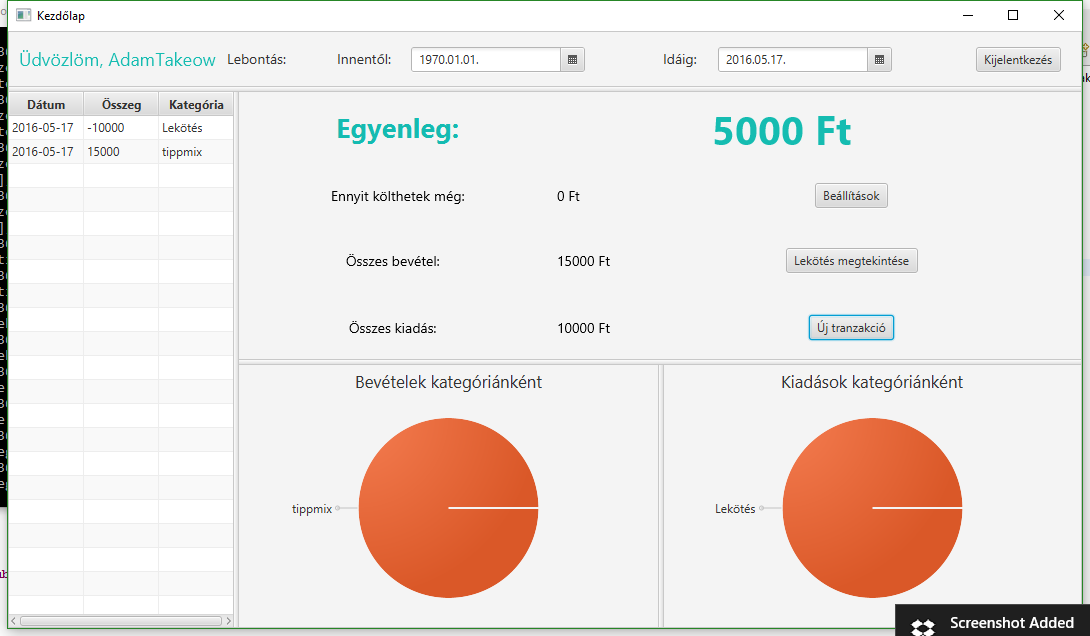 Kezdőlap
Üdvözlöm, AdamTakeow Lebontás: Innentől: 1970.01.01. Idáig: 2016.05.17. Kijelentkezés
Dátum Összeg Kategória
2016-05-17 -10000 Lekötés
2016-05-17 15000 tippmix
Egyenleg: 5000 Ft
Ennyit költhetek még: 0 Ft Beállítások
Összes bevétel: 15000 Ft Lekötés megtekintése
Összes kiadás: 10000 Ft Új tranzakció
Bevételek kategóriánként
tippmix
Kiadások kategóriánként
Lekötés
Screenshot Added